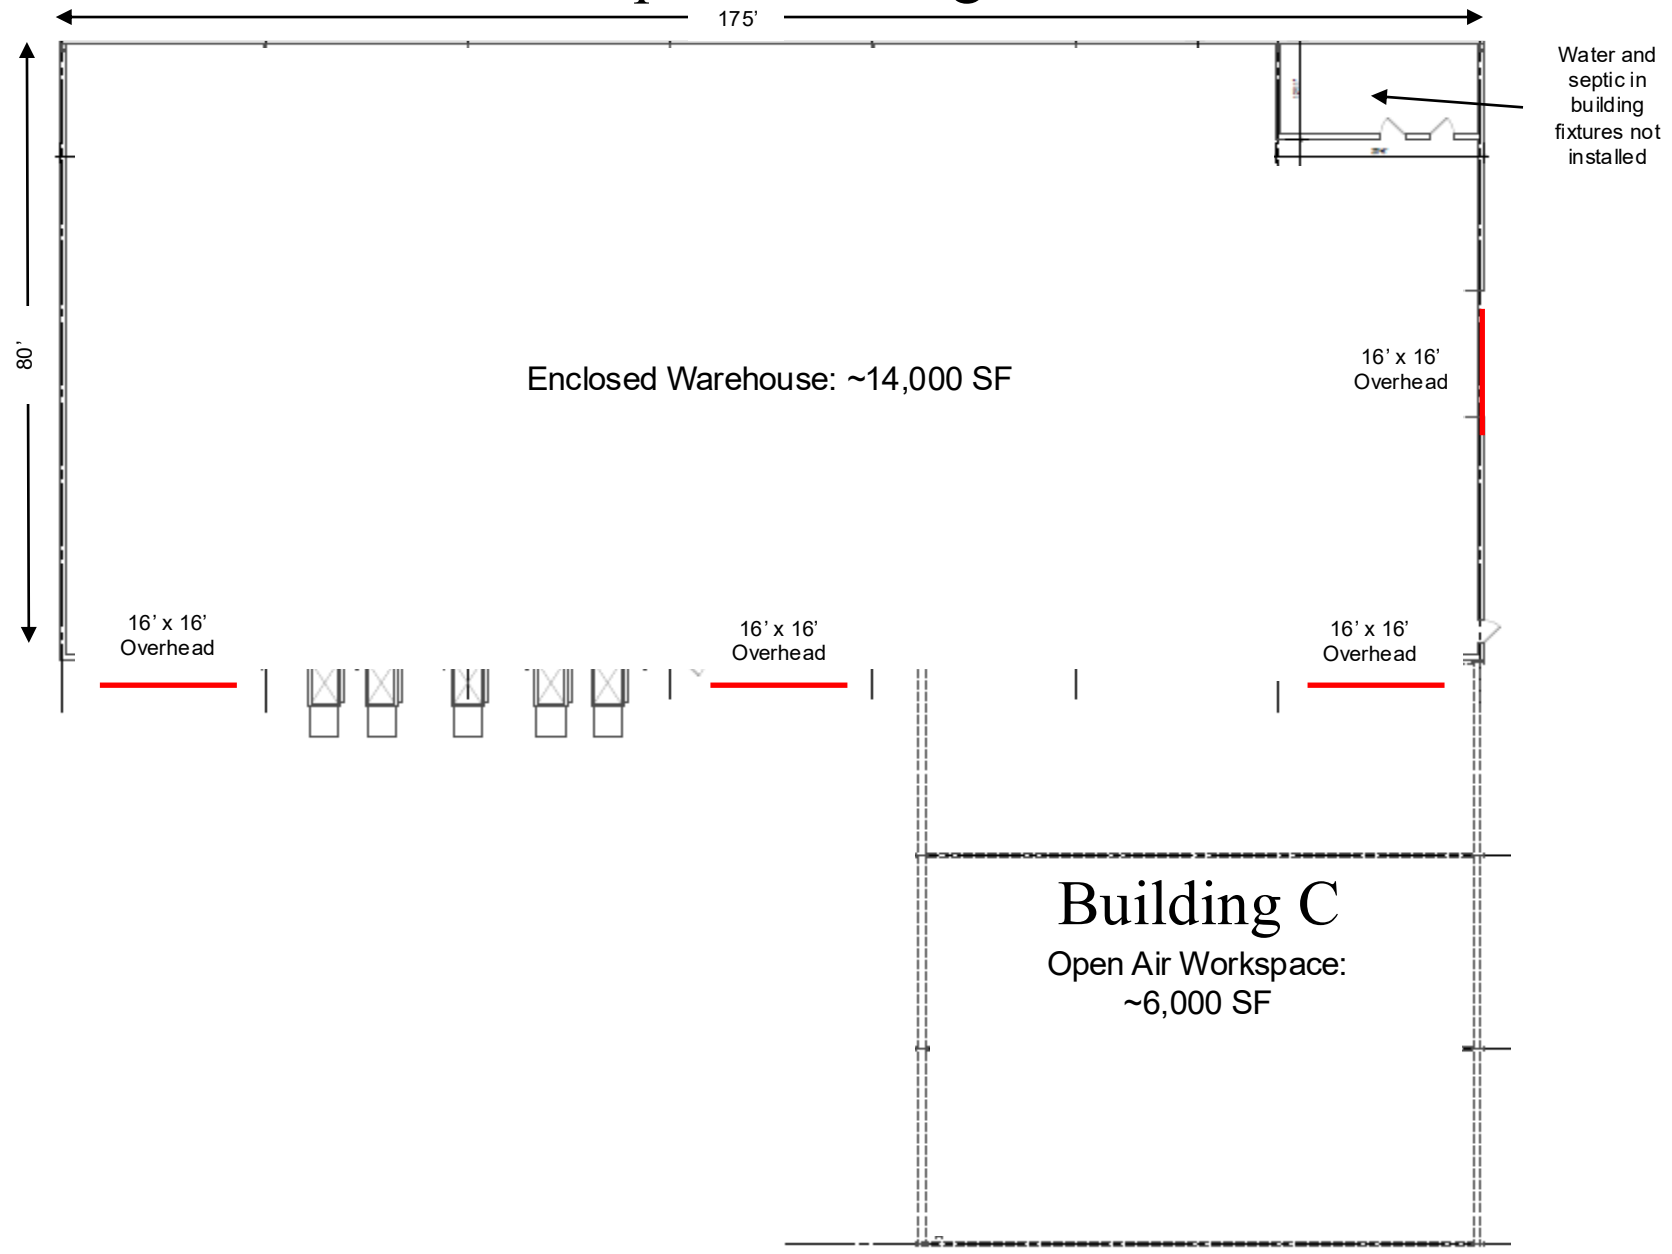 175’
Water and
septic in
building
fixtures not
installed
80’
Enclosed Warehouse: ~14,000 SF
16’ x 16’
Overhead
16’ x 16’
Overhead
16’ x 16’
Overhead
16’ x 16’
Overhead
Building C
Open Air Workspace:
~6,000 SF